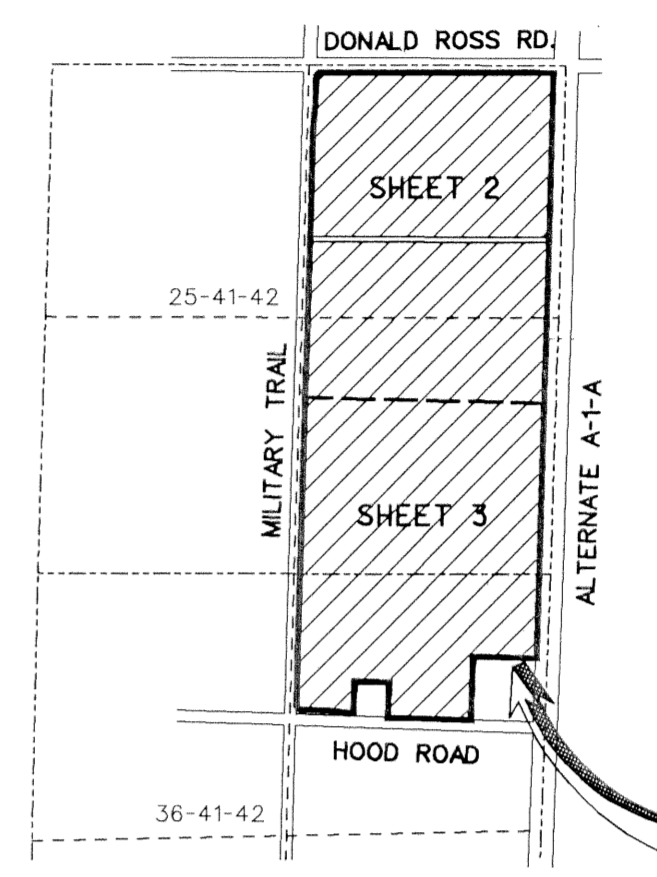 DONALD ROSS RD.
SHEET 2
25-41-42
MILITARY TRAIL
ALTERNATE A-1-A
SHEET 3
HOOD ROAD
36-41-42